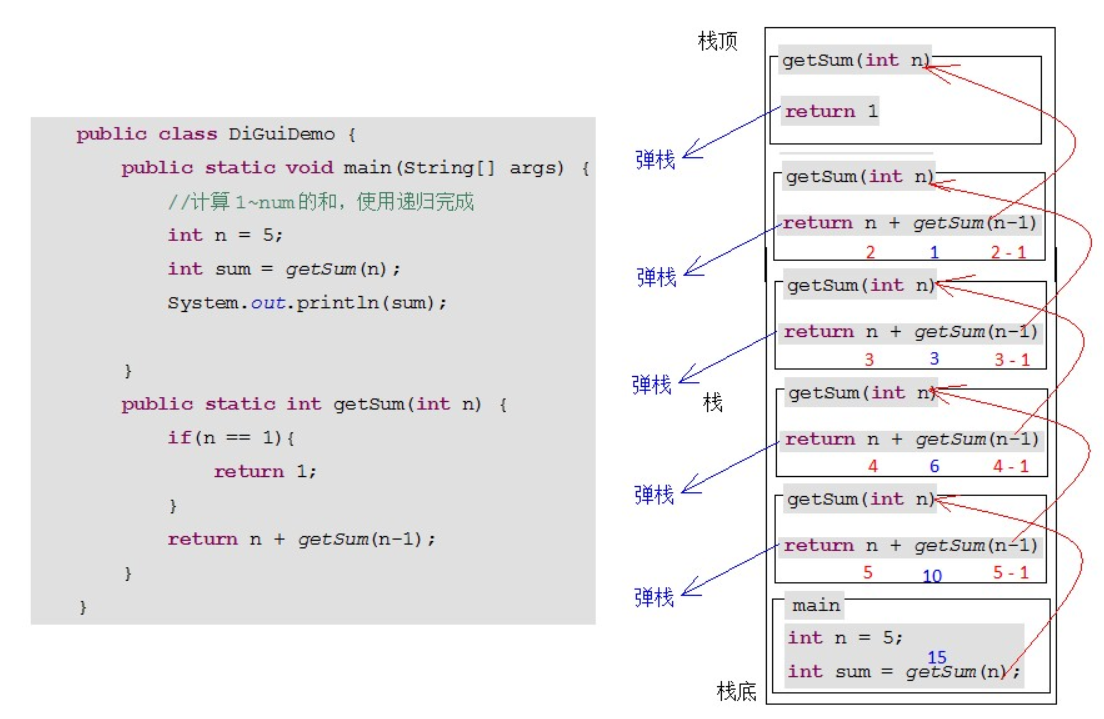 public class DiGuiDemo {
public static void main(String[] args) {
//计算1~num的和，使用递归完成
int n = 5;
int sum = getSum(n);
System.out.println(sum);
}
public static int getSum(int n) {
if(n == 1){
return 1;
}
return n + getSum(n-1);
}
}
栈顶
getSum(int n)
return 1
弹栈
getSum(int n)
return n + getSum(n-1)
2 1 2 - 1
弹栈
getSum(int n)
return n + getSum(n-1)
3 3 3 - 1
弹栈
栈
getSum(int n)
return n + getSum(n-1)
4 6 4 - 1
弹栈
getSum(int n)
return n + getSum(n-1)
5 10 5 - 1
弹栈
main
int n = 5;
15
int sum = getSum(n);
栈底